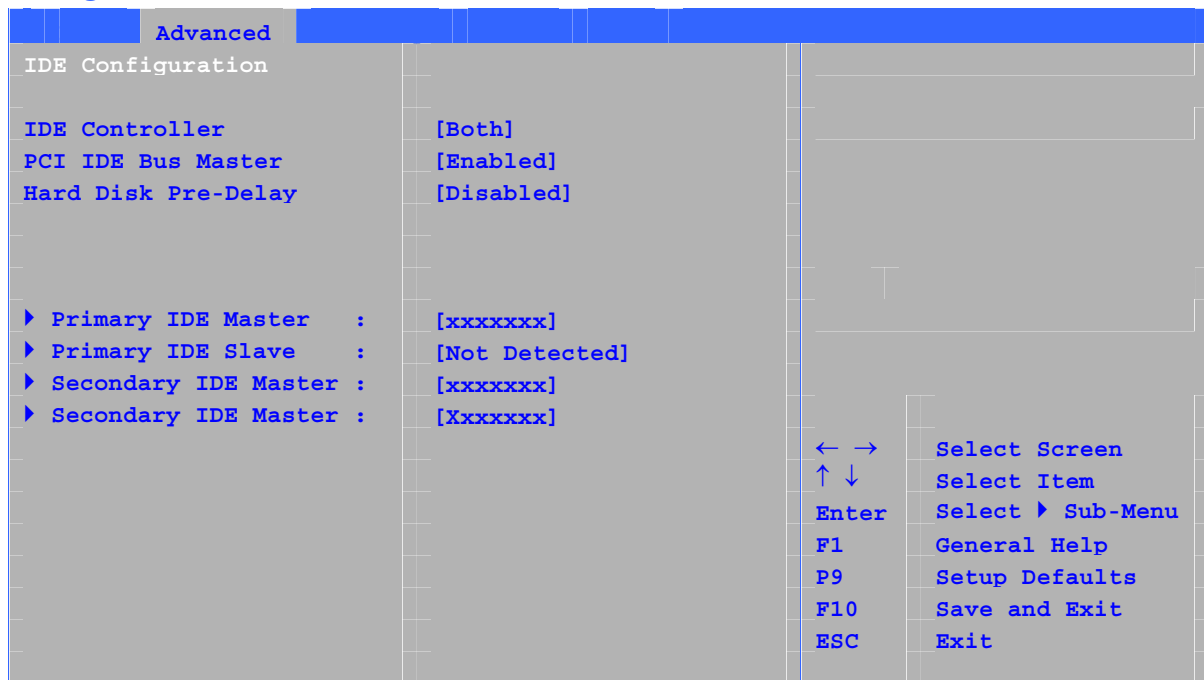 Advanced
IDE Configuration
IDE Controller [Both]
PCI IDE Bus Master [Enabled]
Hard Disk Pre-Delay [Disabled]
▶ Primary IDE Master : [xxxxxxx]
▶ Primary IDE Slave : [Not Detected]
▶ Secondary IDE Master : [xxxxxxx]
▶ Secondary IDE Master : [Xxxxxxx]
← → Select Screen
↑ ↓ Select Item
Enter Select ▶ Sub-Menu
F1 General Help
P9 Setup Defaults
F10 Save and Exit
ESC Exit